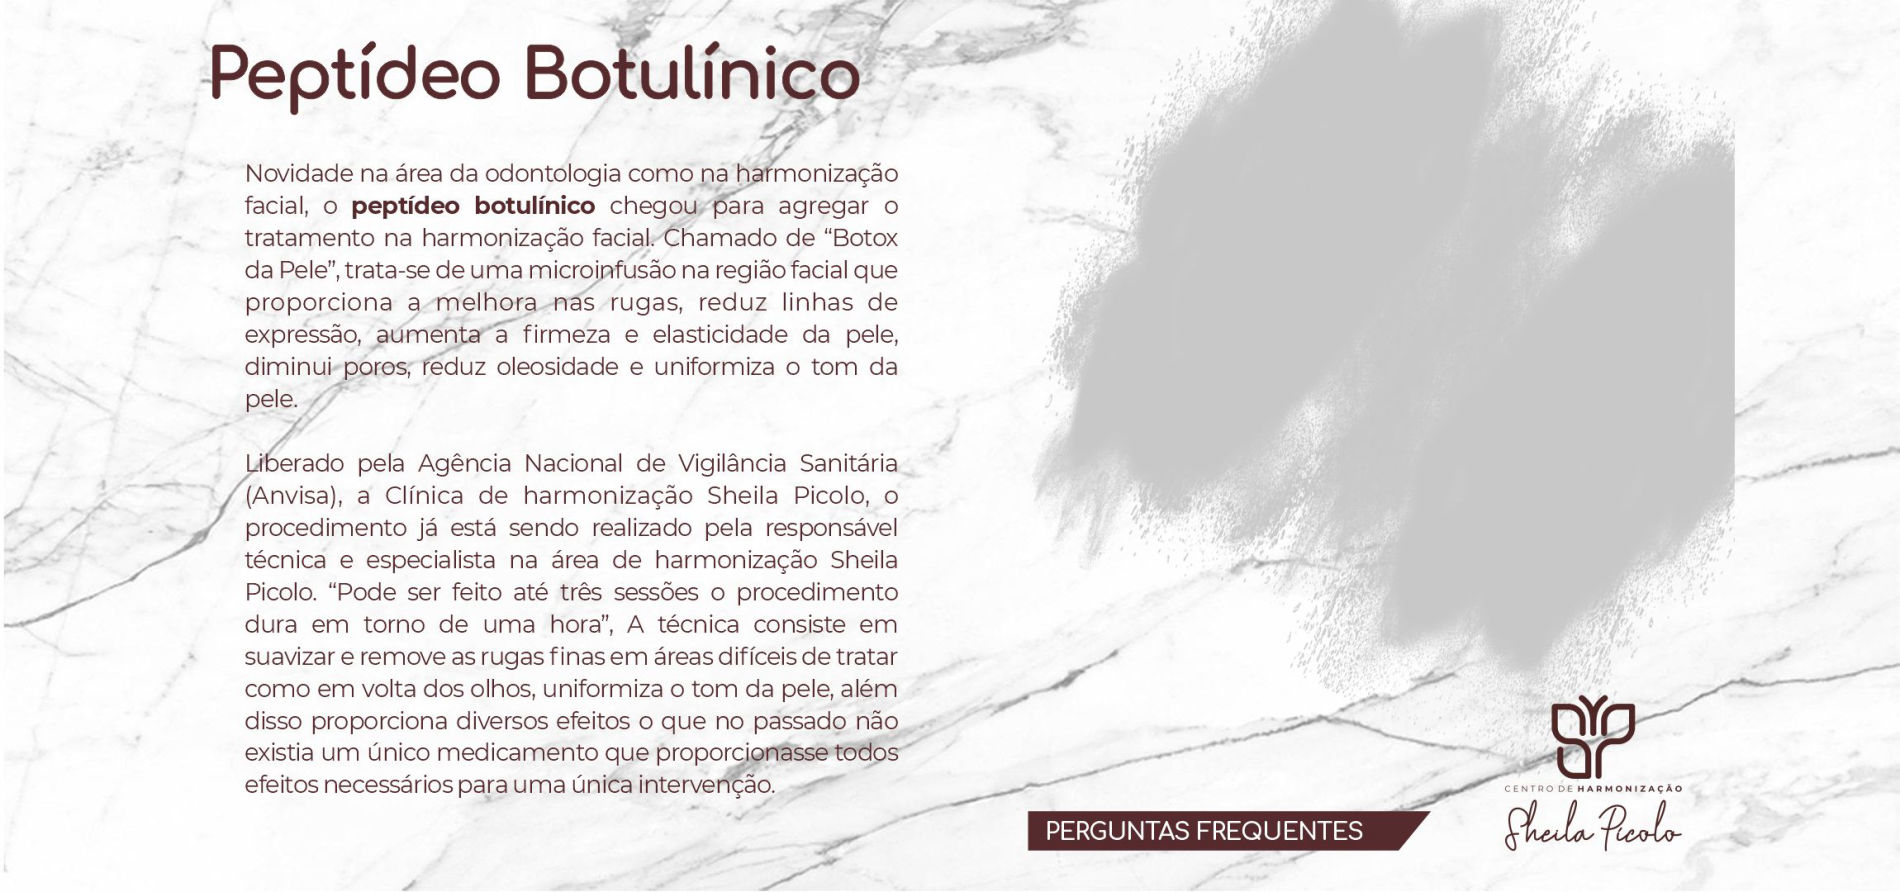 Peptídeo Botulínico
Novidade na área da odontologia como na harmonização
facial, o peptídeo botulínico chegou para agregar o
tratamento na harmonização facial. Chamado de “Botox
da Pele”, trata-se de uma microinfusão na região facial que
proporciona a melhora nas rugas, reduz linhas de
expressão, aumenta a firmeza e elasticidade da pele,
diminui poros, reduz oleosidade e uniformiza o tom da
pele.
Liberado pela Agência Nacional de Vigilância Sanitária
(Anvisa), a Clínica de harmonização Sheila Picolo, o
procedimento já está sendo realizado pela responsável
técnica e especialista na área de harmonização Sheila
Picolo. “Pode ser feito até três sessões o procedimento
dura em torno de uma hora”, A técnica consiste em
suavizar e remove as rugas finas em áreas difíceis de tratar
como em volta dos olhos, uniformiza o tom da pele, além
disso proporciona diversos efeitos o que no passado não
existia um único medicamento que proporcionasse todos
efeitos necessários para uma única intervenção.
PERGUNTAS FREQUENTES
CENTRO DE HARMONIZAÇÃO
Sheila Picolo